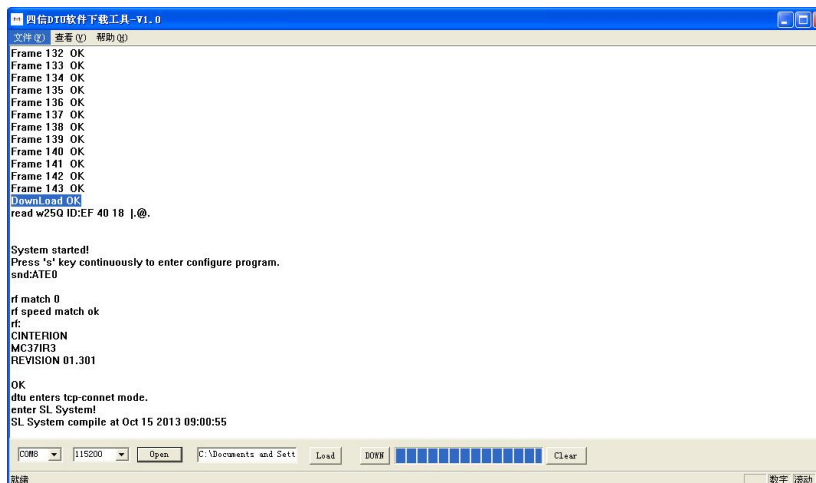 四信DTU软件下载工具-V1.0
文件(F) 查看(V) 帮助(H)
Frame 132 OK
Frame 133 OK
Frame 134 OK
Frame 135 OK
Frame 136 OK
Frame 137 OK
Frame 138 OK
Frame 139 OK
Frame 140 OK
Frame 141 OK
Frame 142 OK
Frame 143 OK
DownLoad OK
read w25Q ID:EF 40 18 |.@.
System started!
Press 's' key continuously to enter configure program.
snd:ATE0
rf match 0
rf speed match ok
rf:
CINTERION
MC37IR3
REVISION 01.301
OK
dtu enters tcp-connet mode.
enter SL System!
SL System compile at Oct 15 2013 09:00:55
COM8 115200 Open C:\Documents and Sett Load DOWN Clear
就绪 数字 滚动